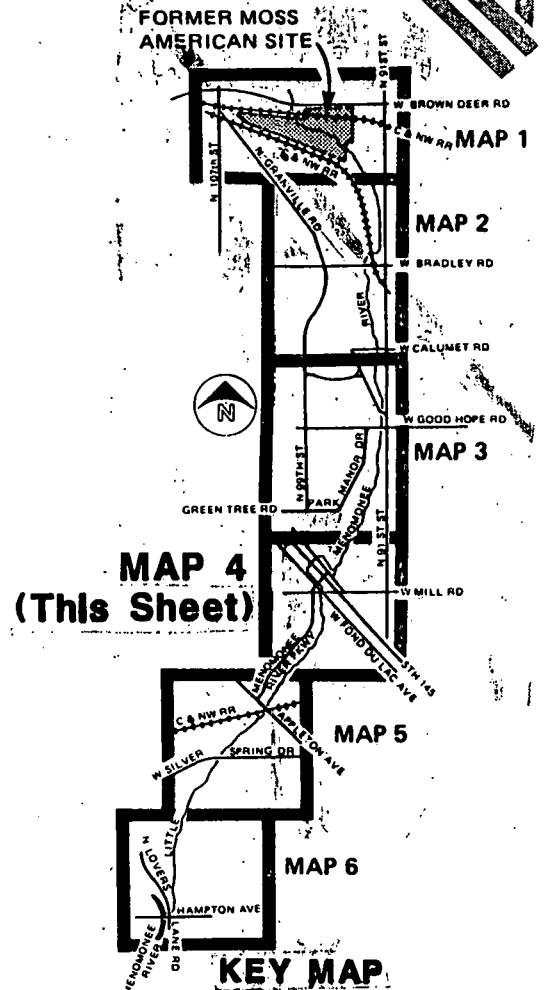 FORMER MOSS
AMERICAN SITE
N 91ST ST
W BROWN DEER RD
C & NW RR
MAP 1
C & NW RR
N 107th ST
N GRANVILLE RD
MAP 2
W BRADLEY RD
RIVER
W CALUMET RD
N
W GOOD HOPE RD
MAP 3
N 99TH ST
MANOR DR
PARK
GREEN TREE RD
MENOMONEE
N 91 ST ST
MAP 4
(This Sheet)
W MILL RD
W FOND DU LAC AVE
STH 145
MENOMONEE
RIVER PKWY
C & NW RR
APPLETON AVE
MAP 5
W SILVER SPRING DR
LITTLE
N LOVERS LANE RD
MAP 6
HAMPTON AVE
MENOMONEE
RIVER
KEY MAP